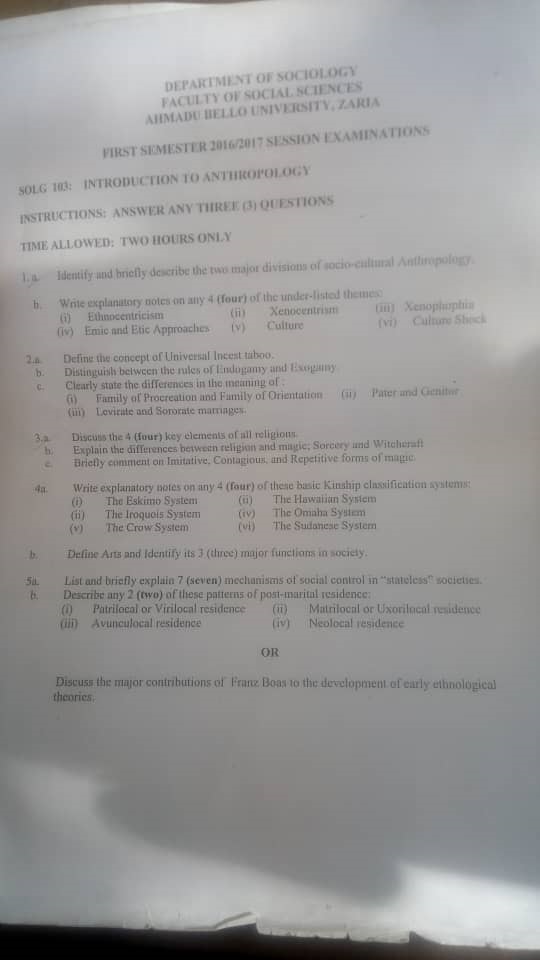 DEPARTMENT OF SOCIOLOGY
FACULTY OF SOCIAL SCIENCES
AHMADU BELLO UNIVERSITY, ZARIA
FIRST SEMESTER 2016/2017 SESSION EXAMINATIONS
SOLG 103: INTRODUCTION TO ANTHROPOLOGY
INSTRUCTIONS: ANSWER ANY THREE (3) QUESTIONS
TIME ALLOWED: TWO HOURS ONLY
1. a. Identify and briefly describe the two major divisions of socio-cultural Anthropology.
b. Write explanatory notes on any 4 (four) of the under-listed themes:
(i) Ethnocentricism (ii) Xenocentrism (iii) Xenophophia
(iv) Emic and Etic Approaches (v) Culture (vi) Culture Shock
2.a. Define the concept of Universal Incest taboo.
b. Distinguish between the rules of Endogamy and Exogamy.
c. Clearly state the differences in the meaning of :
(i) Family of Procreation and Family of Orientation (ii) Pater and Genitor
(iii) Levirate and Sororate marriages.
3.a. Discuss the 4 (four) key elements of all religions.
b. Explain the differences between religion and magic; Sorcery and Witchcraft
c. Briefly comment on Imitative, Contagious, and Repetitive forms of magic.
4a. Write explanatory notes on any 4 (four) of these basic Kinship classification systems:
(i) The Eskimo System (ii) The Hawaiian System
(ii) The Iroquois System (iv) The Omaha System
(v) The Crow System (vi) The Sudanese System
b. Define Arts and Identify its 3 (three) major functions in society.
5a. List and briefly explain 7 (seven) mechanisms of social control in "stateless" societies.
b. Describe any 2 (two) of these patterns of post-marital residence:
(i) Patrilocal or Virilocal residence (ii) Matrilocal or Uxorilocal residence
(iii) Avunculocal residence (iv) Neolocal residence
OR
Discuss the major contributions of Franz Boas to the development of early ethnological
theories.